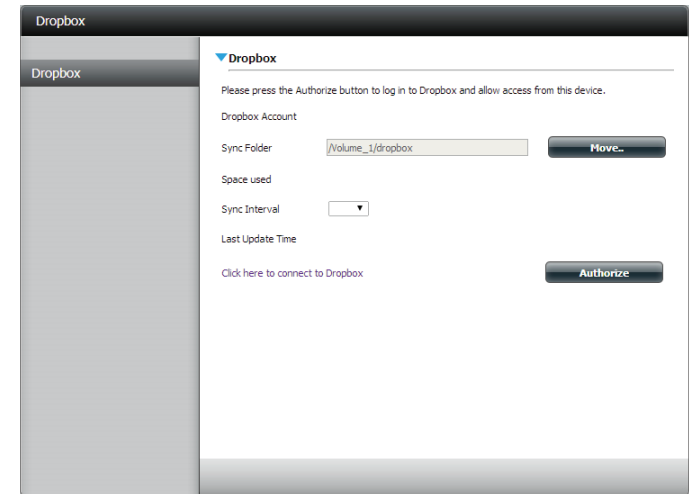 Dropbox
Dropbox
Dropbox
Please press the Authorize button to log in to Dropbox and allow access from this device.
Dropbox Account
Sync Folder /Volume_1/dropbox Move..
Space used
Sync Interval
Last Update Time
Click here to connect to Dropbox Authorize